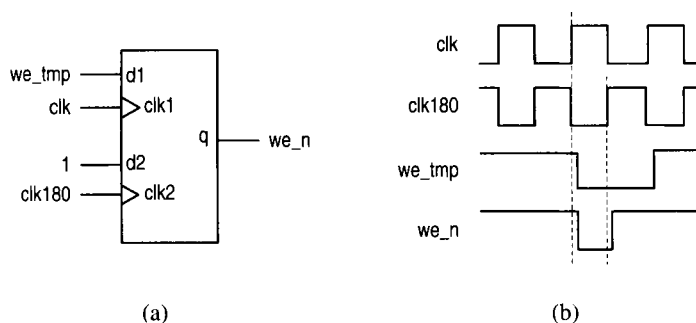 we_tmp
d1
clk
clk1
q
we_n
1
d2
clk180
clk2
(a)
clk
clk180
we_tmp
we_n
(b)